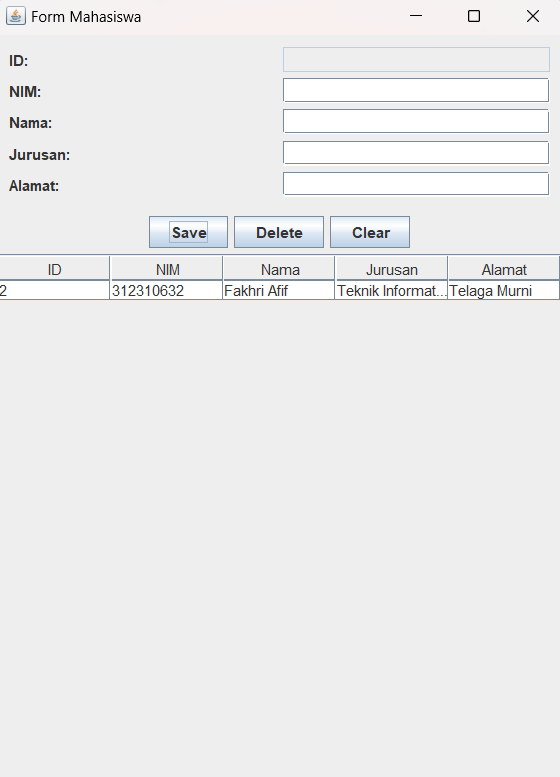 Form Mahasiswa
ID:
NIM:
Nama:
Jurusan:
Alamat:
Save Delete Clear
ID NIM Nama Jurusan Alamat
2 312310632 Fakhri Afif Teknik Informat... Telaga Murni